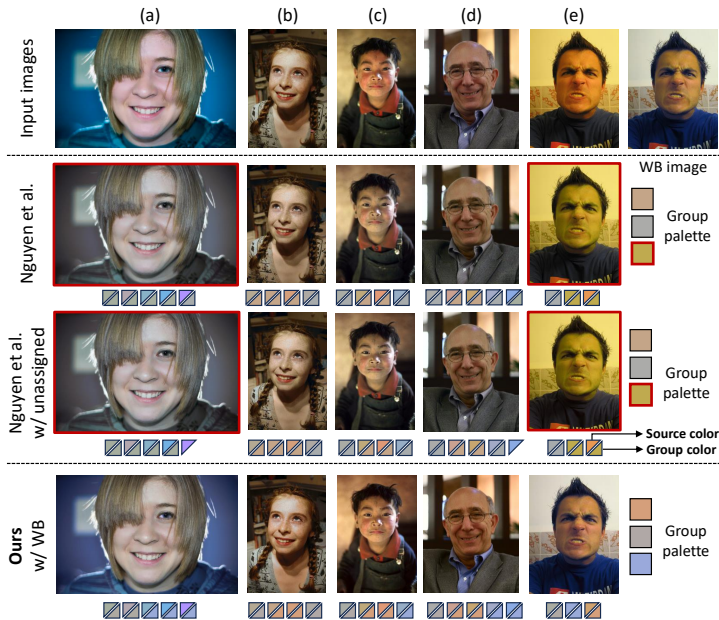 (a) (b) (c) (d) (e)
Input images
WB image
Nguyen et al.
Group
palette
Nguyen et al.
w/ unassigned
Group
palette
Source color
Group color
Ours
w/ WB
Group
palette